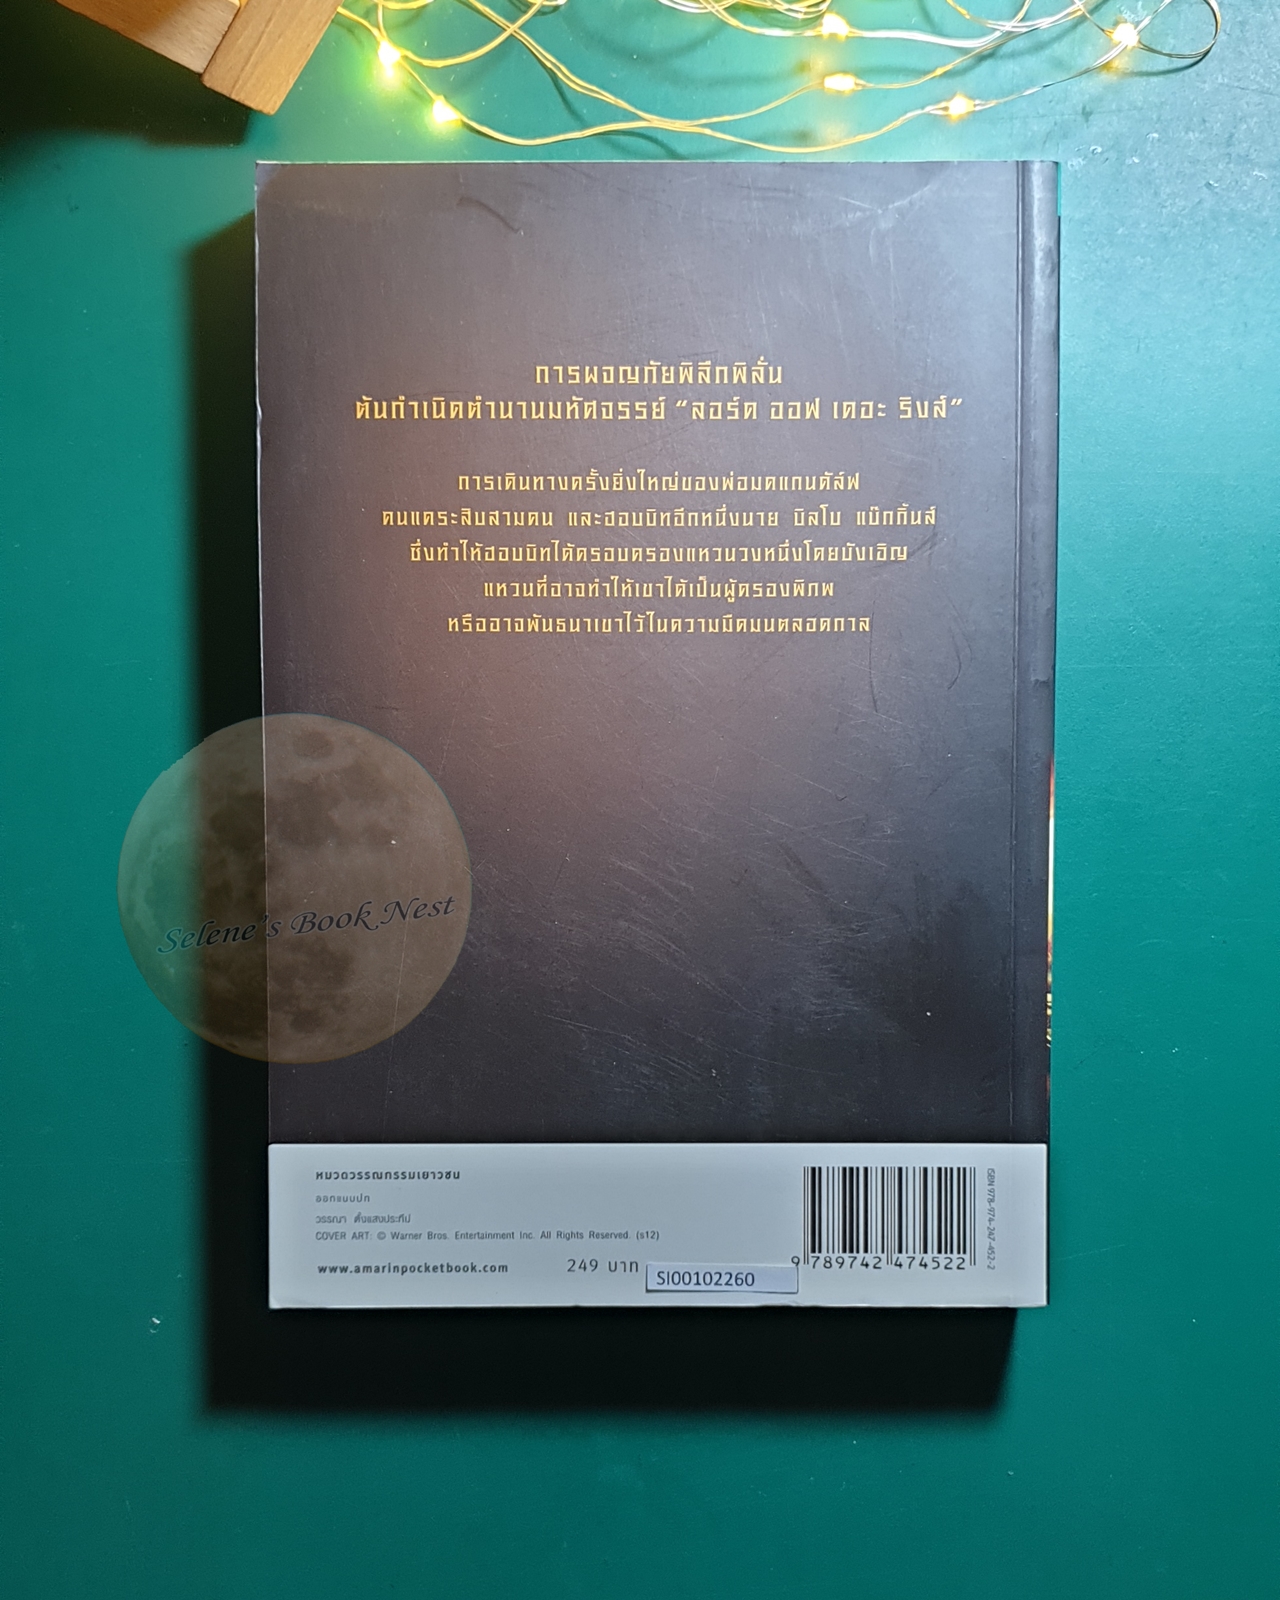 การผจญภัยพิลึกพิลั่น
ต้นกำเนิดตำนานมหัศจรรย์ “ลอร์ด ออฟ เดอะ ริงส์”
การเดินทางครั้งยิ่งใหญ่ของพ่อมดแกนดัล์ฟ
คนแคระสิบสามคน และฮอบบิทอีกหนึ่งนาย บิลโบ แบ๊กกิ้นส์
ซึ่งทำให้ฮอบบิทได้ครอบครองแหวนวงหนึ่งโดยบังเอิญ
แหวนที่อาจทำให้เขาได้เป็นผู้ครองพิภพ
หรืออาจพันธนาเขาไว้ในความมืดมนตลอดกาล
Selene's Book Nest
หมวดวรรณกรรมเยาวชน
ออกแบบปก
วรรณา ตั้งแสงประทีป
COVER ART: © Warner Bros. Entertainment Inc. All Rights Reserved. (s12)
www.amarinpocketbook.com
249 บาท
SI00102260
9 789742 474522
ISBN 978-974-247-452-2